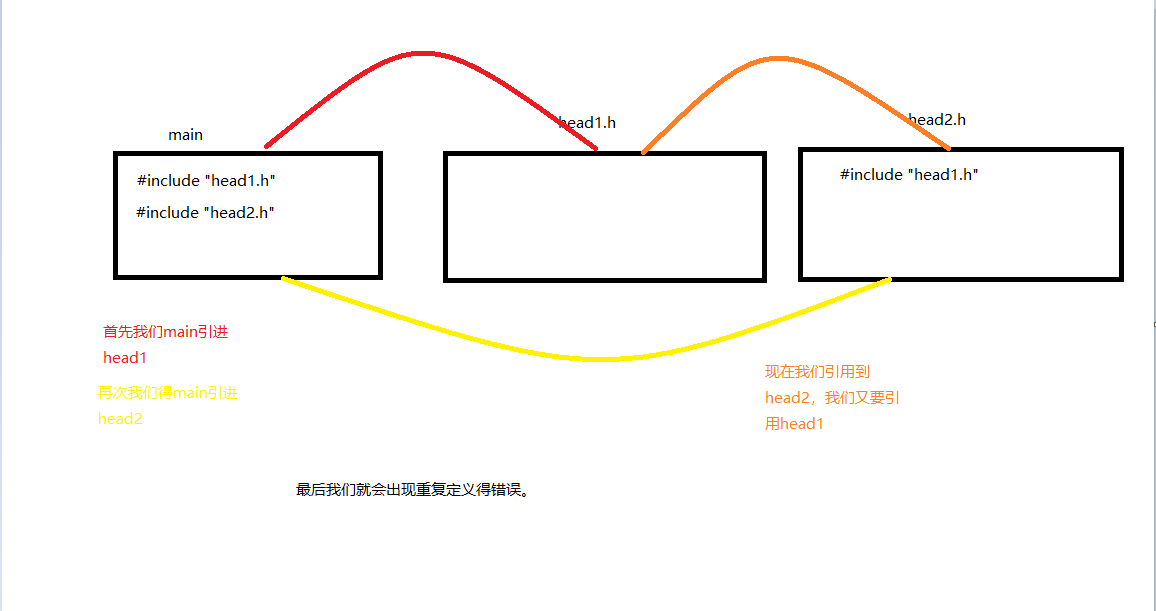 main
head1.h
head2.h
#include "head1.h"
#include "head2.h"
#include "head1.h"
首先我们main引进
head1
再次我们得main引进
head2
现在我们引用到
head2，我们又要引
用head1
最后我们就会出现重复定义得错误。